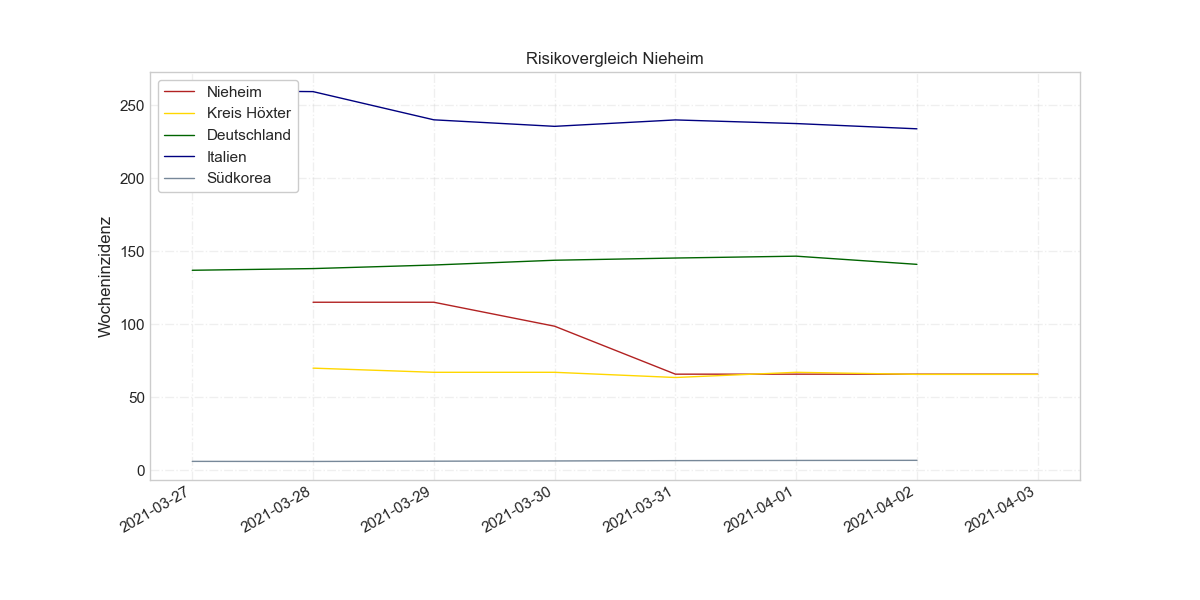 Risikovergleich Nieheim
Nieheim
Kreis Höxter
Deutschland
Italien
Südkorea
Wocheninzidenz
250
200
150
100
50
0
2021-03-27
2021-03-28
2021-03-29
2021-03-30
2021-03-31
2021-04-01
2021-04-02
2021-04-03